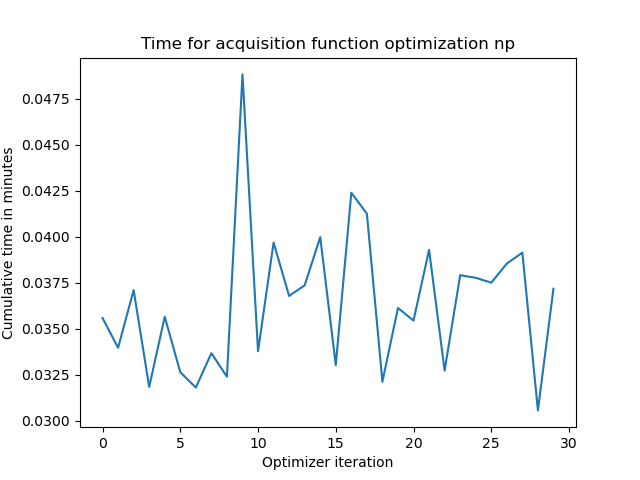 Time for acquisition function optimization np
Cumulative time in minutes
0.0475
0.0450
0.0425
0.0400
0.0375
0.0350
0.0325
0.0300
0 5 10 15 20 25 30
Optimizer iteration